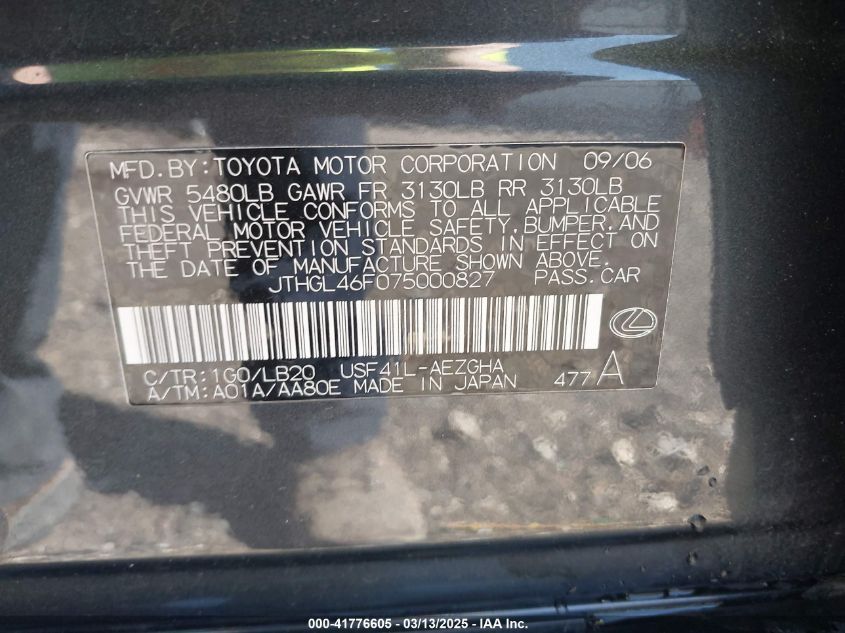 MFD.BY:TOYOTA MOTOR CORPORATION 09/06
GVWR 5480LB GAWR FR 3130LB RR 3130LB
THIS VEHICLE CONFORMS TO ALL APPLICABLE
FEDERAL MOTOR VEHICLE SAFETY, BUMPER, AND
THEFT PREVENTION STANDARDS IN EFFECT ON
THE DATE OF MANUFACTURE SHOWN ABOVE.
JTHGL46F075000827 PASS.CAR
C/TR:1G0/LB20 USF41L-AEZGHA
A/TM:A01A/AA80E MADE IN JAPAN 477A
000-41776605 - 03/13/2025 - IAA Inc.